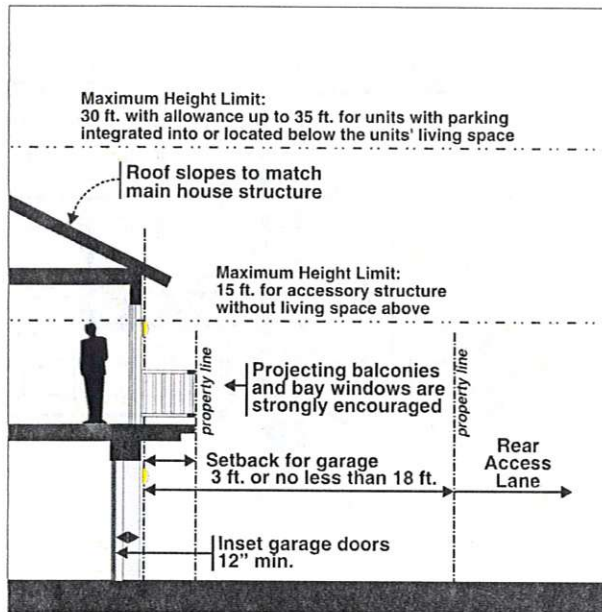 Maximum Height Limit:
30 ft. with allowance up to 35 ft. for units with parking
integrated into or located below the units' living space
Roof slopes to match
main house structure
Maximum Height Limit:
15 ft. for accessory structure
without living space above
property line
Projecting balconies
and bay windows are
strongly encouraged
property line
Setback for garage
3 ft. or no less than 18 ft.
Rear
Access
Lane
Inset garage doors
12" min.